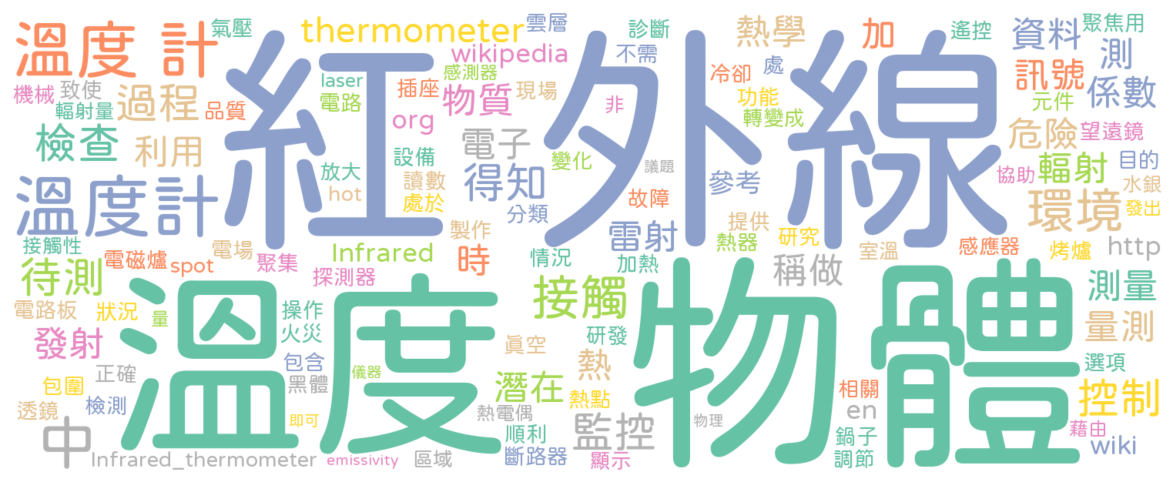 溫度 計
氣壓
thermometer
雲層
診斷
熱學
加
遙控
資料
聚焦用
紅外線
wikipedia
不需
測
機械
致使
過程
laser
感測器
物質
現場
冷卻
處
訊號
係數
輻射量
品質
電路
插座
非
功能
元件
轉變成
檢查
利用
org
電子
危險
望遠鏡
放大
設備
變化
議題
溫度計
hot
讀數
得知
參考
輻射
目的
協助
水銀
處於
分類
故障
環境
發出
接觸性
電場
Infrared
製作
雷射
提供
研究
室溫
感應器
烤爐
http
待測
電磁爐
spot
聚集
時
情況
熱器
探測器
加熱
稱做
測量
溫度
物體
接觸
電路板
狀況
量
操作
火災
研發
量測
發射
真空
正確
包含
熱
選項
包圍
黑體
儀器
潛在
相關
控制
透鏡
檢測
即可
熱電偶
熱點
物理
en
藉由
中
順利
監控
鍋子
wiki
Infrared_thermometer
emissivity
區域
斷路器
顯示
調節